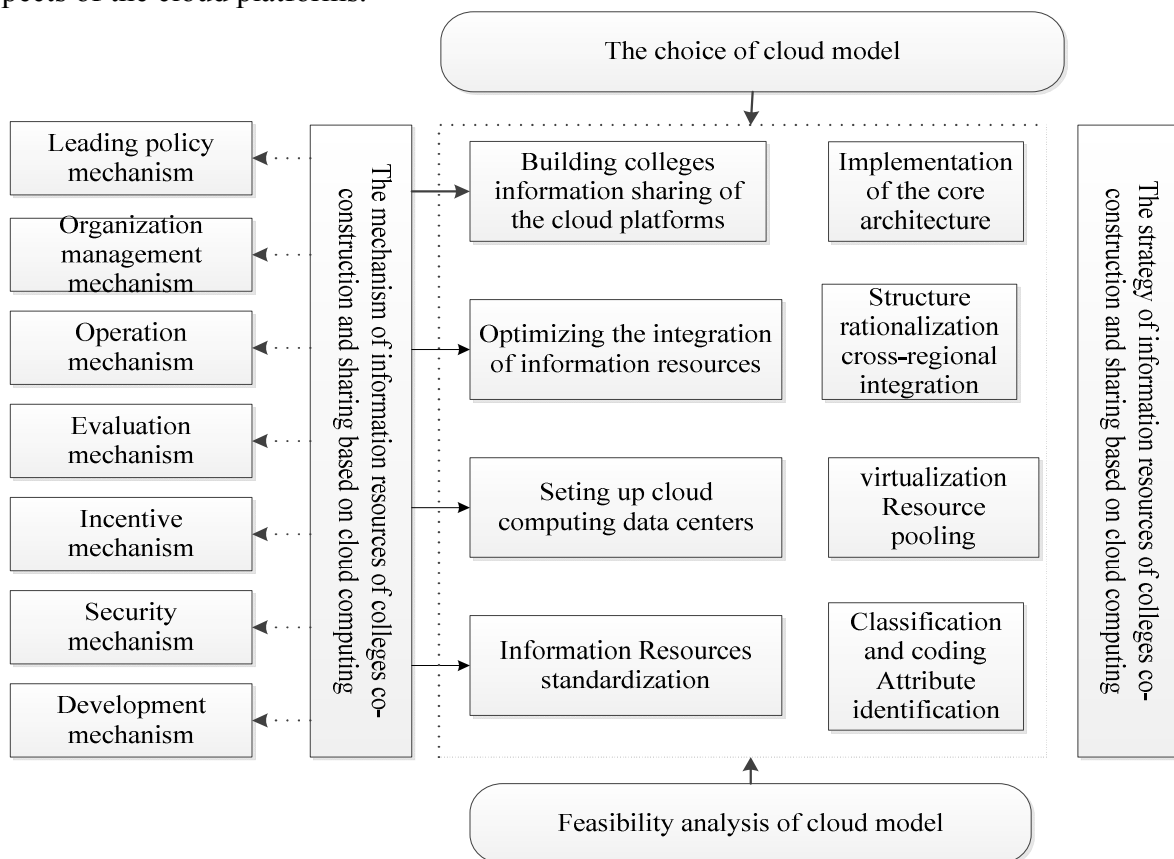 pects of the cloud platforms.
The choice of cloud model
Leading policy
mechanism
Organization
management
mechanism
Operation
mechanism
Evaluation
mechanism
Incentive
mechanism
Security
mechanism
Development
mechanism
The mechanism of information resources of colleges co-
construction and sharing based on cloud computing
Building colleges
information sharing of
the cloud platforms
Implementation
of the core
architecture
Optimizing the integration
of information resources
Structure
rationalization
cross-regional
integration
Seting up cloud
computing data centers
virtualization
Resource
pooling
Information Resources
standardization
Classification
and coding
Attribute
identification
The strategy of information resources of colleges co-
construction and sharing based on cloud computing
Feasibility analysis of cloud model